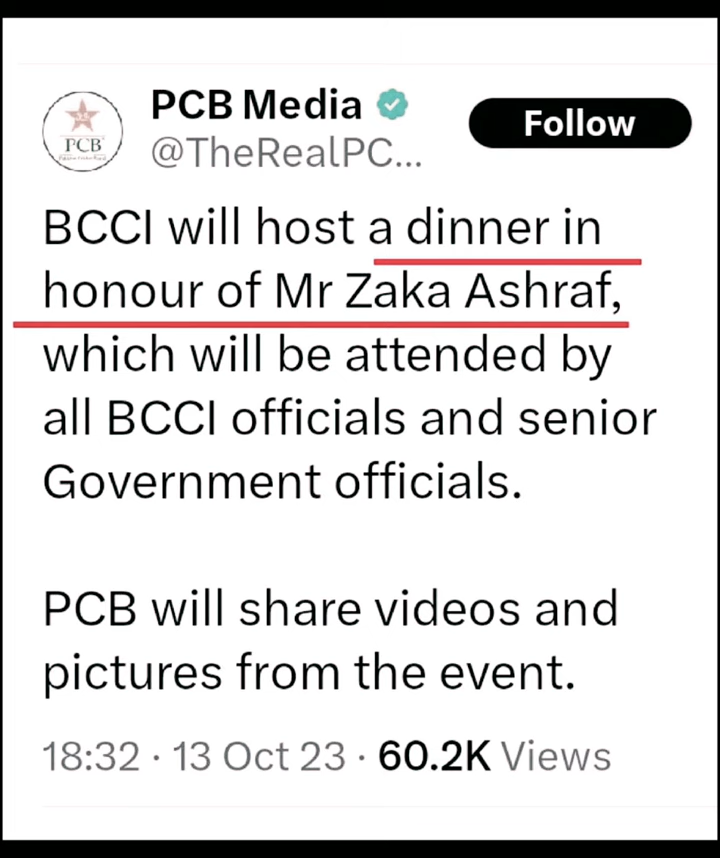 PCB Media
Follow
@TheRealPC...
PCB
BCCI will host a dinner in
honour of Mr Zaka Ashraf,
which will be attended by
all BCCI officials and senior
Government officials.
PCB will share videos and
pictures from the event.
18:32 · 13 Oct 23 · 60.2K Views